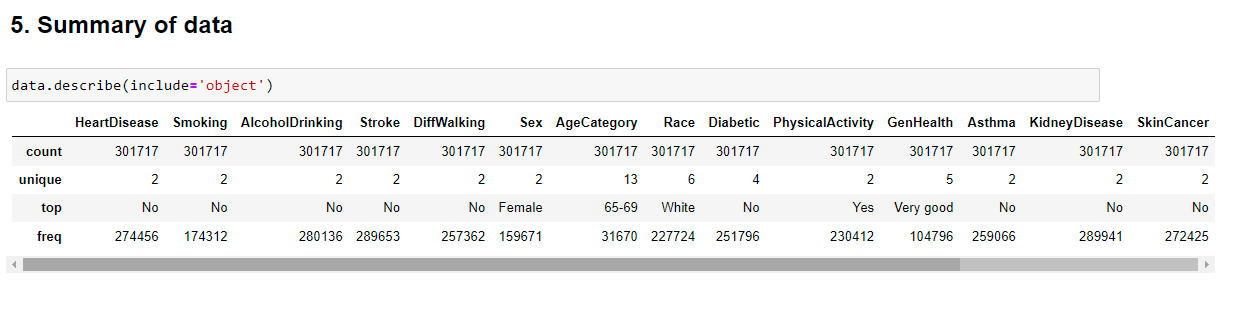 5. Summary of data
data.describe(include='object')
HeartDisease Smoking AlcoholDrinking Stroke DiffWalking Sex AgeCategory Race Diabetic PhysicalActivity GenHealth Asthma KidneyDisease SkinCancer
count 301717 301717 301717 301717 301717 301717 301717 301717 301717 301717 301717 301717 301717 301717
unique 2 2 2 2 2 2 13 6 4 2 5 2 2 2
top No No No No No Female 65-69 White No Yes Very good No No No
freq 274456 174312 280136 289653 257362 159671 31670 227724 251796 230412 104796 259066 289941 272425